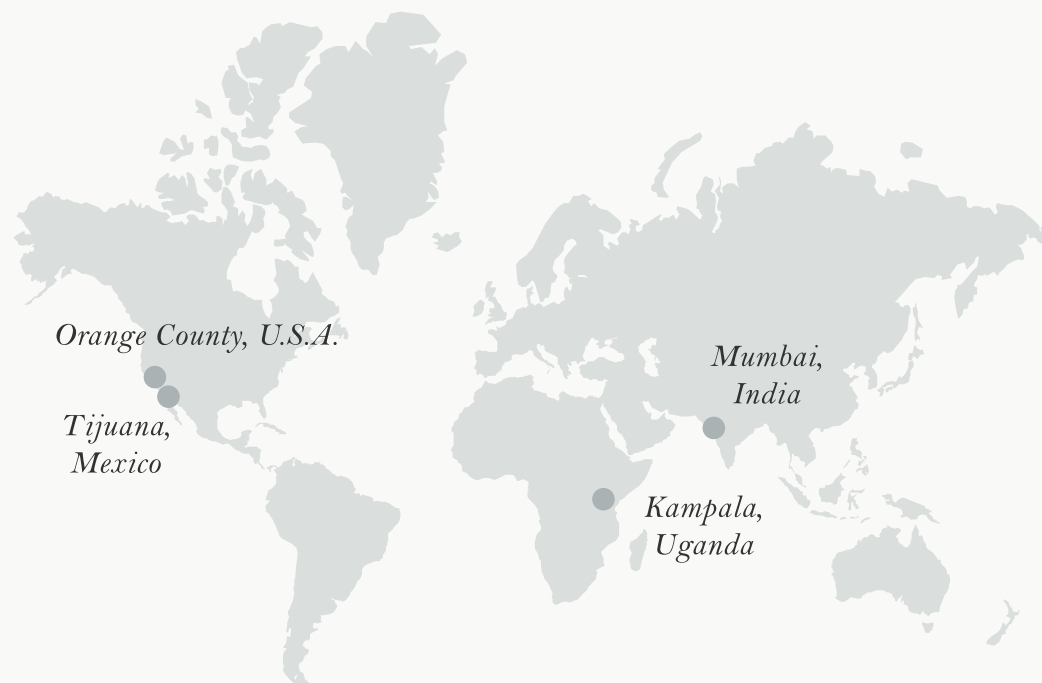 Orange County, U.S.A.
Tijuana,
Mexico
Mumbai,
India
Kampala,
Uganda